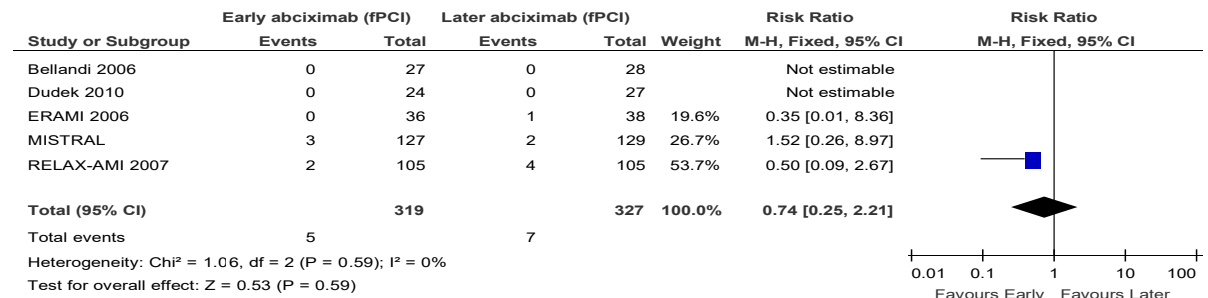 Early abciximab (fPCI) Later abciximab (fPCI) Risk Ratio Risk Ratio
Study or Subgroup Events Total Events Total Weight M-H, Fixed, 95% CI M-H, Fixed, 95% CI
Bellandi 2006 0 27 0 28 Not estimable
Dudek 2010 0 24 0 27 Not estimable
ERAMI 2006 0 36 1 38 19.6% 0.35 [0.01, 8.36]
MISTRAL 3 127 2 129 26.7% 1.52 [0.26, 8.97]
RELAX-AMI 2007 2 105 4 105 53.7% 0.50 [0.09, 2.67]
Total (95% CI) 319 327 100.0% 0.74 [0.25, 2.21]
Total events 5 7
Heterogeneity: Chi² = 1.06, df = 2 (P = 0.59); I² = 0%
Test for overall effect: Z = 0.53 (P = 0.59)
0.01 0.1 1 10 100
Favours Early Favours Later